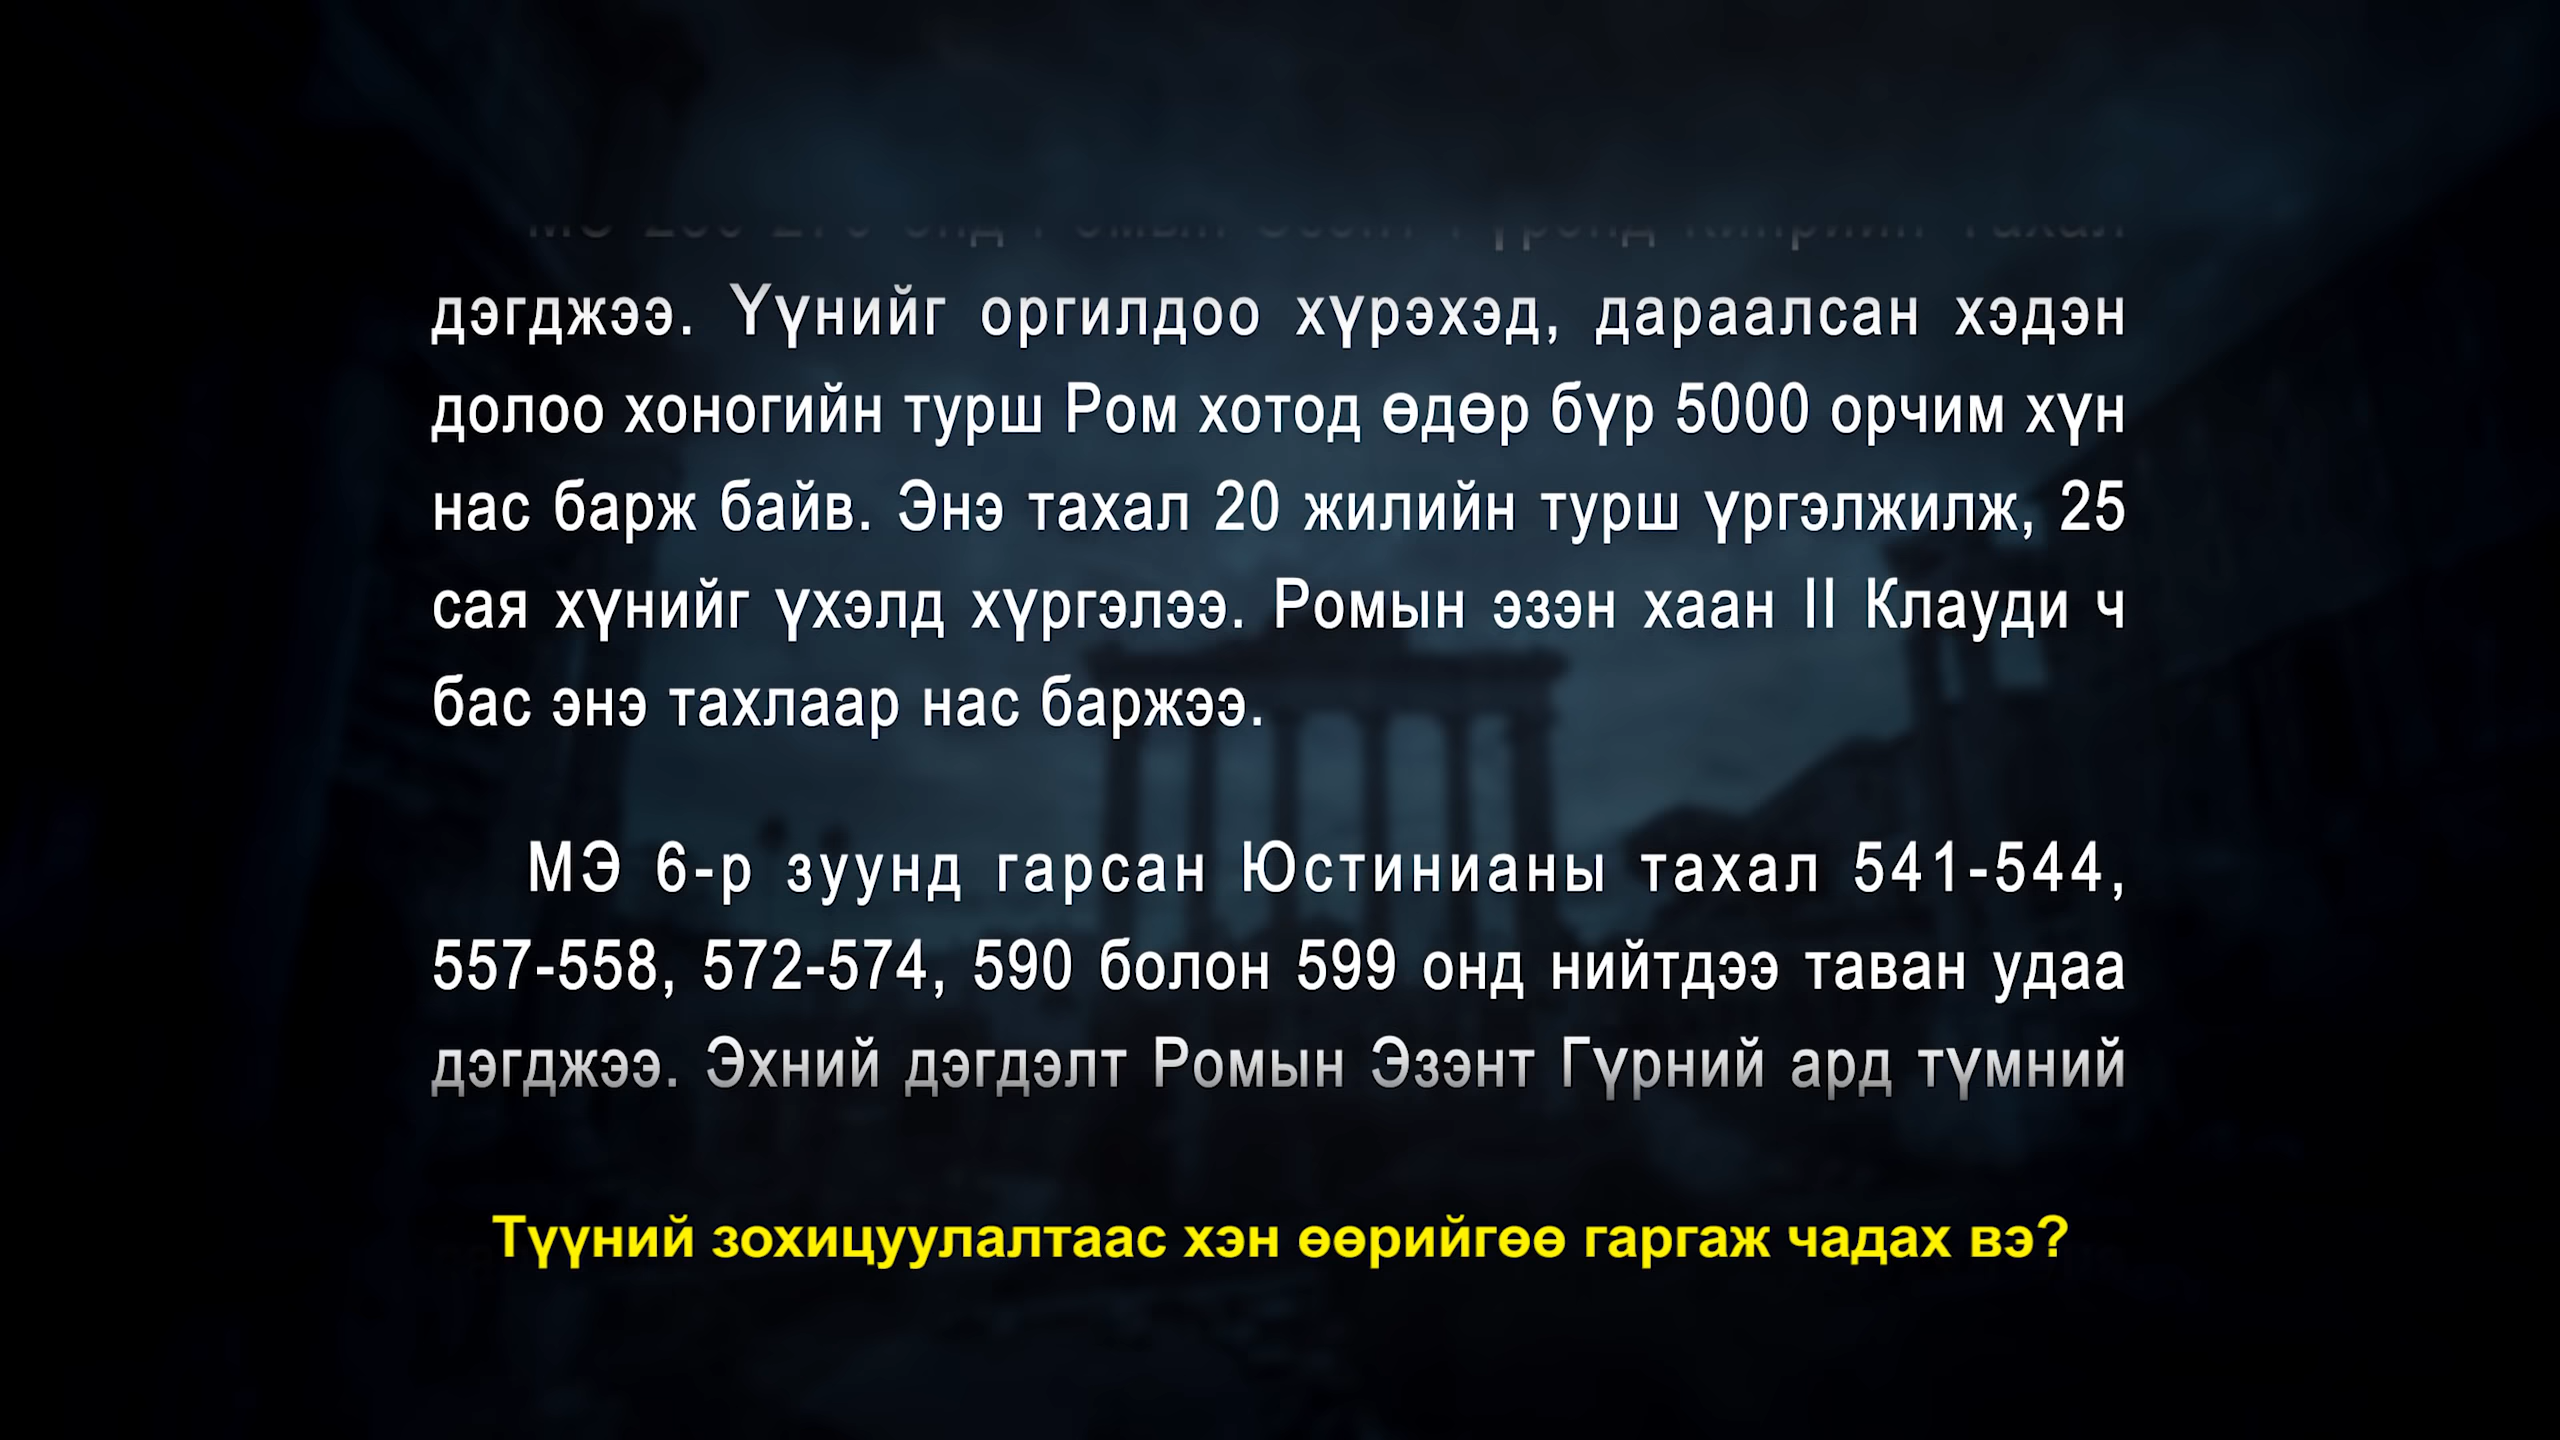 дэгджээ. Үүнийг оргилдоо хүрэхэд, дараалсан хэдэн
долоо хоногийн турш Ром хотод өдөр бүр 5000 орчим хүн
нас барж байв. Энэ тахал 20 жилийн турш үргэлжилж, 25
сая хүнийг үхэлд хүргэлээ. Ромын эзэн хаан II Клауди ч
бас энэ тахлаар нас баржээ.
МЭ 6-р зуунд гарсан Юстинианы тахал 541-544,
557-558, 572-574, 590 болон 599 онд нийтдээ таван удаа
дэгджээ. Эхний дэгдэлт Ромын Эзэнт Гүрний ард түмний
Түүний зохицуулалтаас хэн өөрийгөө гаргаж чадах вэ?